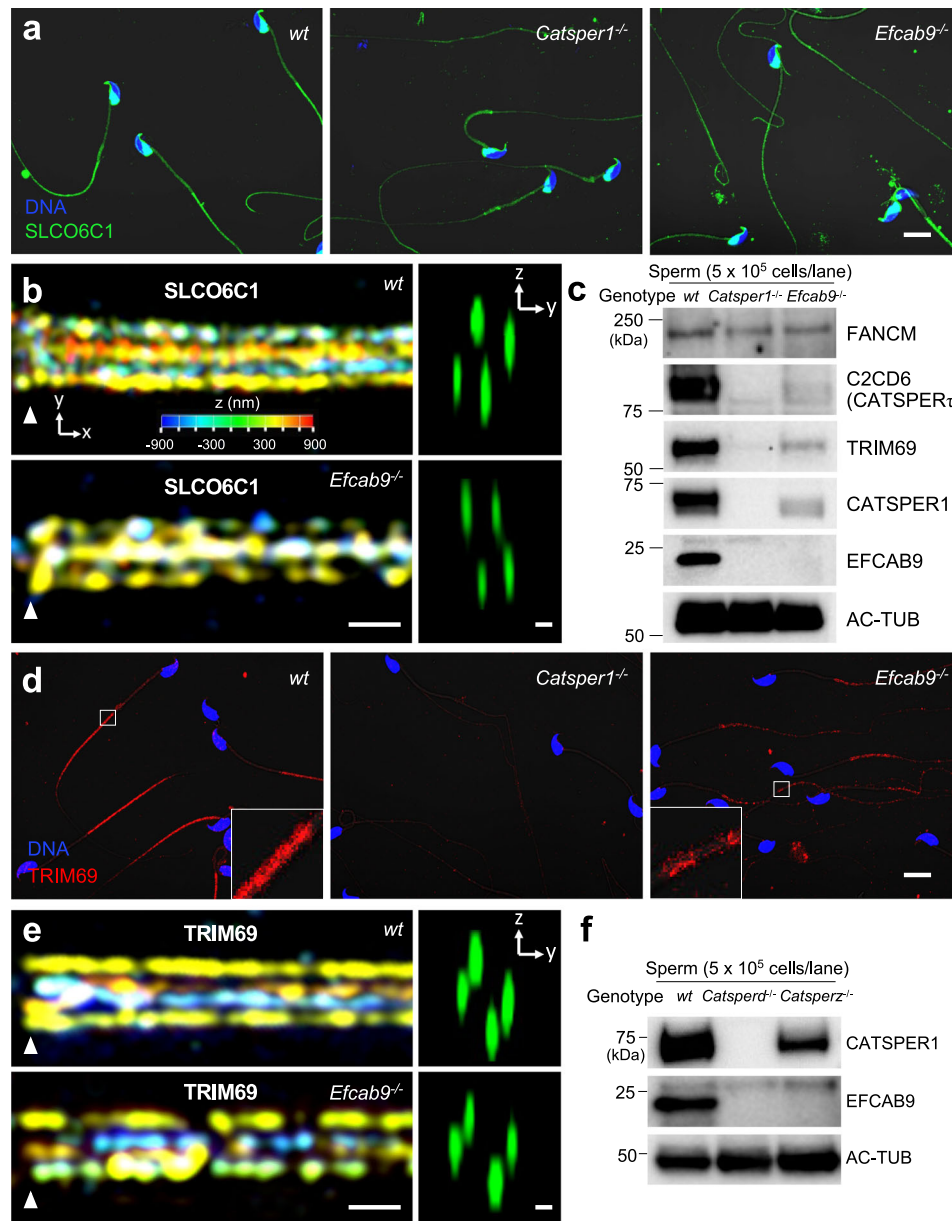 a
wt
Catsper1-/-
Efcab9-/-
DNA
SLCO6C1
b
SLCO6C1
wt
z
y
y
x
z (nm)
-900 -300 300 900
SLCO6C1
Efcab9-/-
c
Sperm (5 x 10⁵ cells/lane)
Genotype wt Catsper1-/- Efcab9-/-
250
(kDa)
FANCM
C2CD6
(CATSPERτ
75
TRIM69
50
75
CATSPER1
25
EFCAB9
AC-TUB
50
d
wt
Catsper1-/-
Efcab9-/-
DNA
TRIM69
e
TRIM69
wt
z
y
TRIM69
Efcab9-/-
f
Sperm (5 x 10⁵ cells/lane)
Genotype wt Catsperd-/- Catsperz-/-
75
(kDa)
CATSPER1
25
EFCAB9
50
AC-TUB